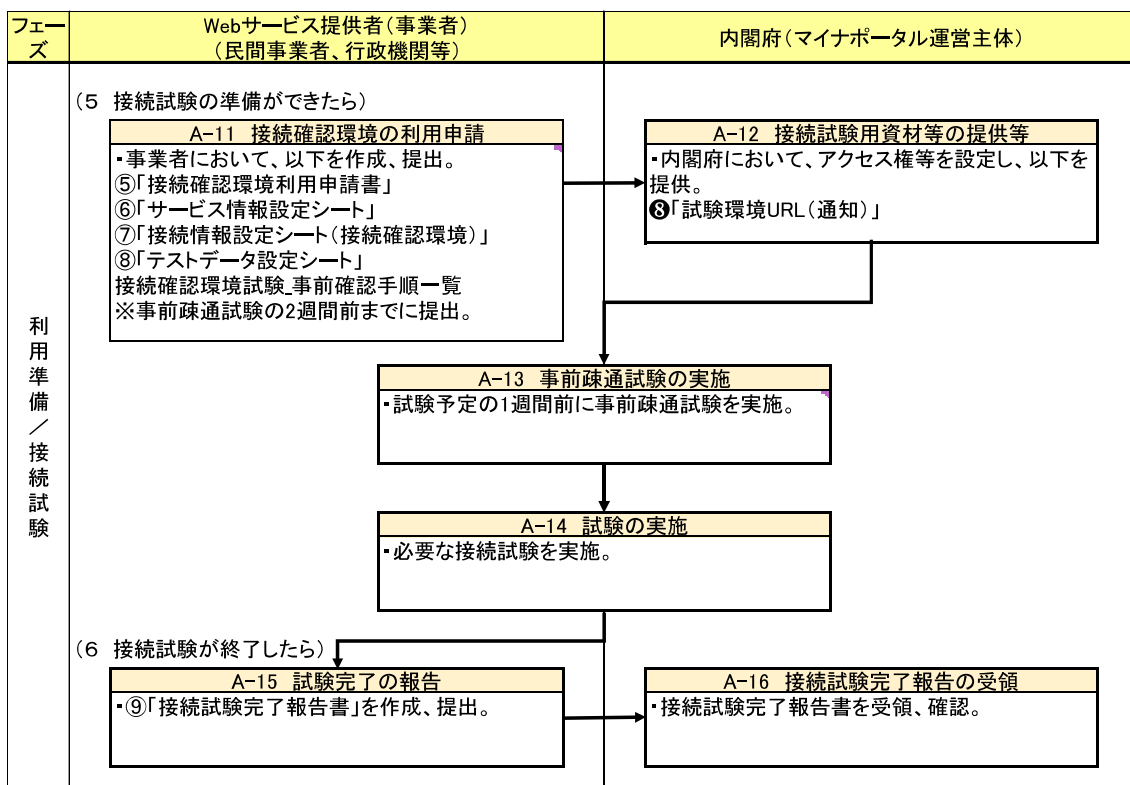 フェーズ
Webサービス提供者(事業者)
(民間事業者、行政機関等)
内閣府(マイナポータル運営主体)
利用準備／接続試験
(5 接続試験の準備ができたら)
A-11 接続確認環境の利用申請
・事業者において、以下を作成、提出。
⑤「接続確認環境利用申請書」
⑥「サービス情報設定シート」
⑦「接続情報設定シート(接続確認環境)」
⑧「テストデータ設定シート」
接続確認環境試験_事前確認手順一覧
※事前疎通試験の2週間前までに提出。
A-12 接続試験用資材等の提供等
・内閣府において、アクセス権等を設定し、以下を
提供。
❽「試験環境URL(通知)」
A-13 事前疎通試験の実施
・試験予定の1週間前に事前疎通試験を実施。
A-14 試験の実施
・必要な接続試験を実施。
(6 接続試験が終了したら)
A-15 試験完了の報告
・⑨「接続試験完了報告書」を作成、提出。
A-16 接続試験完了報告の受領
・接続試験完了報告書を受領、確認。